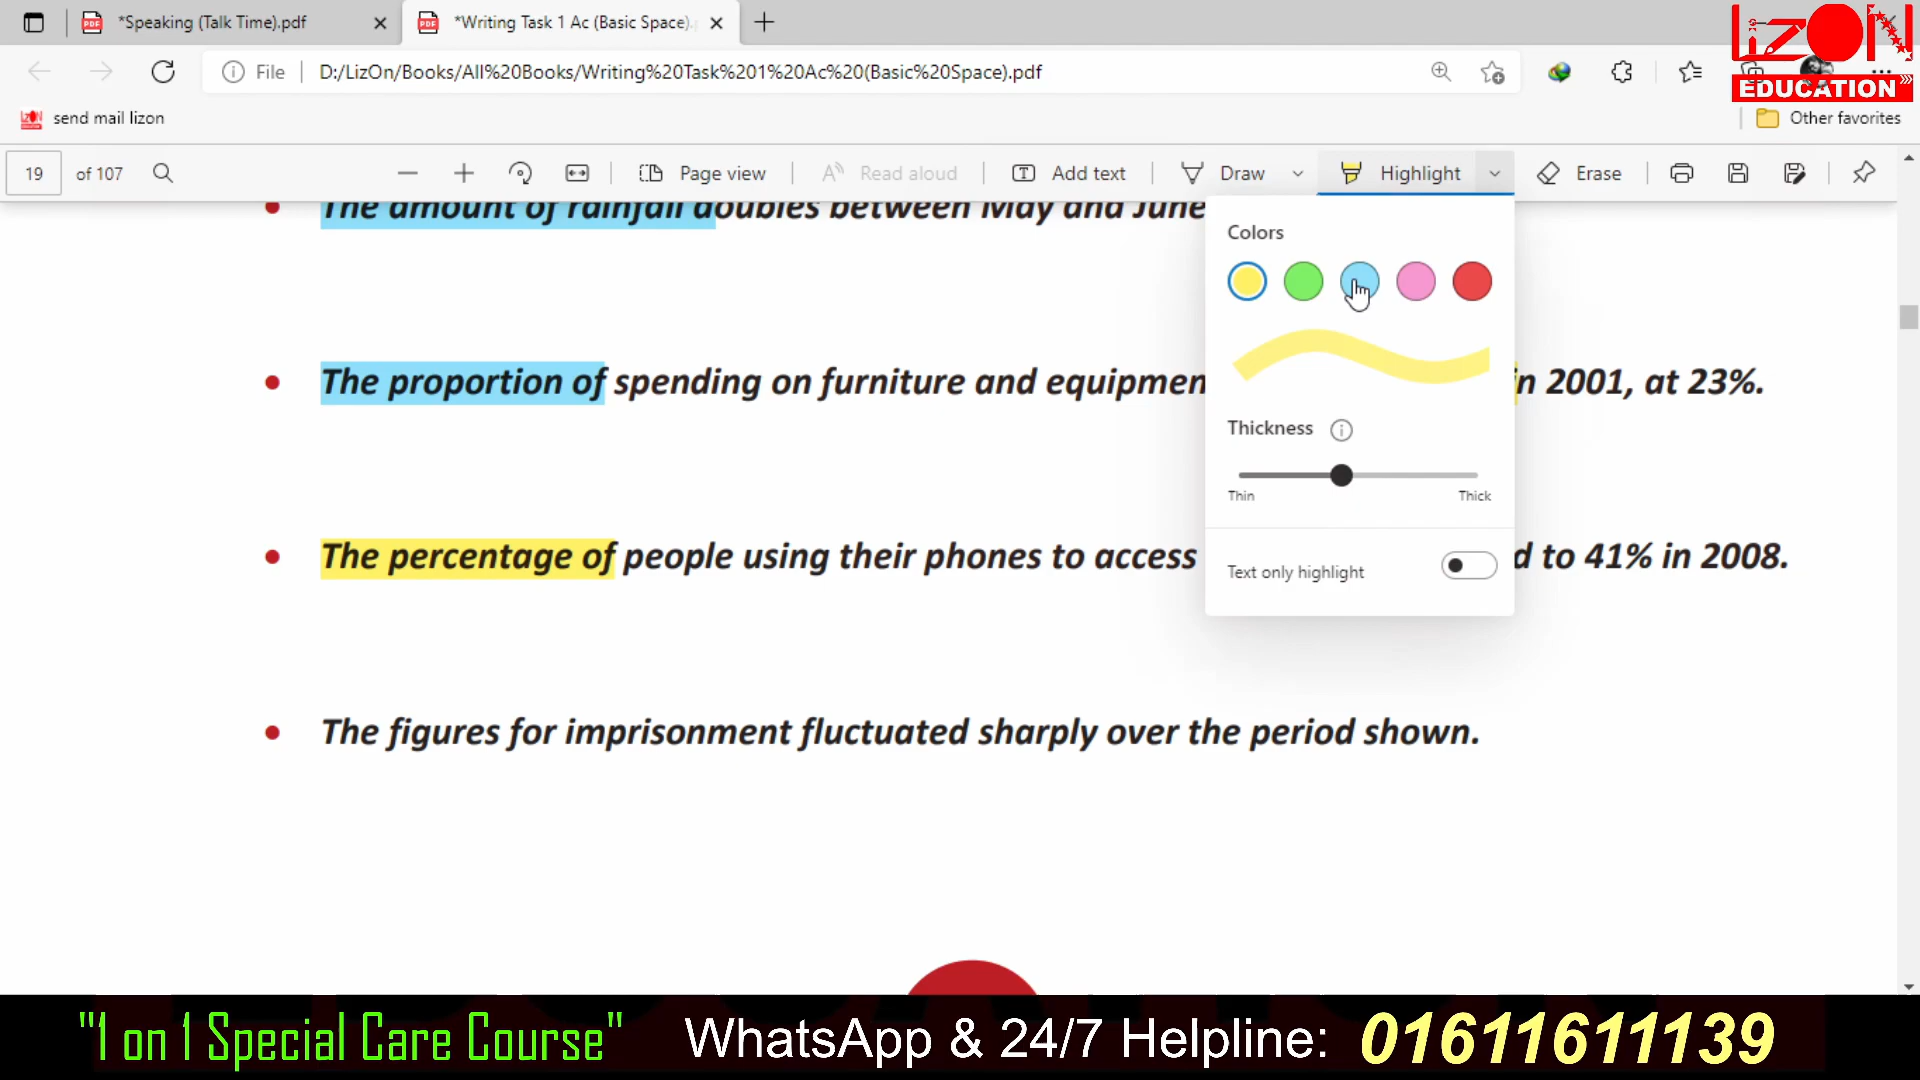 *Speaking (Talk Time).pdf
*Writing Task 1 Ac (Basic Space).
LizON
EDUCATION
File
D:/LizOn/Books/All%20Books/Writing%20Task%201%20Ac%20(Basic%20Space).pdf
send mail lizon
Other favorites
19 of 107
Page view
Read aloud
Add text
Draw
Highlight
Erase
The amount of rainfall doubles between May and June
Colors
The proportion of spending on furniture and equipmen
n 2001, at 23%.
Thickness
Thin
Thick
The percentage of people using their phones to access
d to 41% in 2008.
Text only highlight
The figures for imprisonment fluctuated sharply over the period shown.
"1 on 1 Special Care Course" WhatsApp & 24/7 Helpline: 01611611139